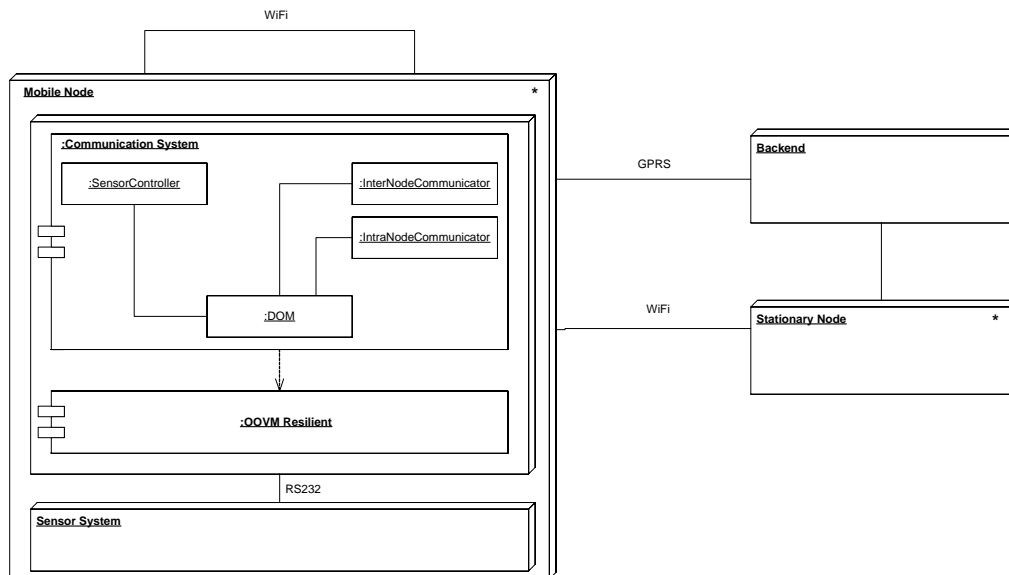 WiFi
Mobile Node *
:Communication System
:SensorController
:InterNodeCommunicator
:IntraNodeCommunicator
:DOM
:OOVM Resilient
RS232
Sensor System
GPRS
Backend
WiFi
Stationary Node *